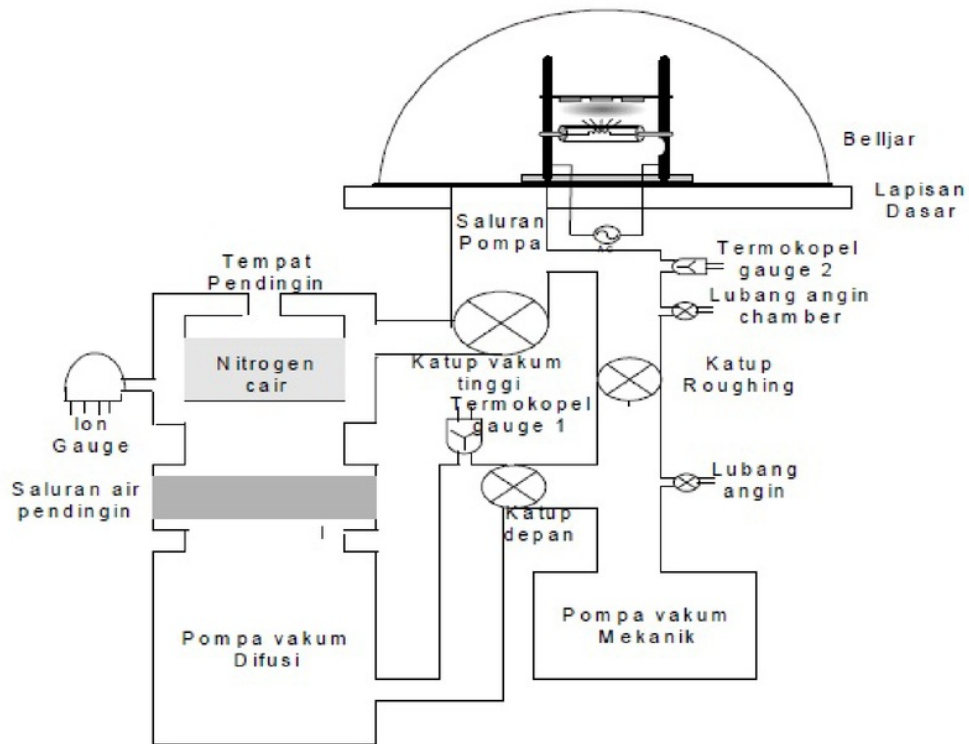 Belljar
Lapisan
Dasar
Saluran
Pompa
AC
Termokopel
gauge 2
Tempat
Pendingin
Lubang angin
chamber
Nitrogen
cair
Katup vakum
tinggi
Katup
Roughing
Termokopel
gauge 1
Ion
Gauge
Saluran air
pendingin
Lubang
angin
Katup
depan
Pompa vakum
Difusi
Pompa vakum
Mekanik